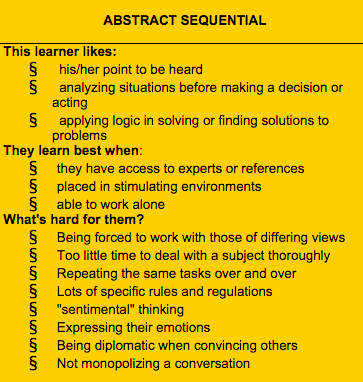 ABSTRACT SEQUENTIAL
This learner likes:
§ his/her point to be heard
§ analyzing situations before making a decision or
acting
§ applying logic in solving or finding solutions to
problems
They learn best when:
§ they have access to experts or references
§ placed in stimulating environments
§ able to work alone
What's hard for them?
§ Being forced to work with those of differing views
§ Too little time to deal with a subject thoroughly
§ Repeating the same tasks over and over
§ Lots of specific rules and regulations
§ "sentimental" thinking
§ Expressing their emotions
§ Being diplomatic when convincing others
§ Not monopolizing a conversation